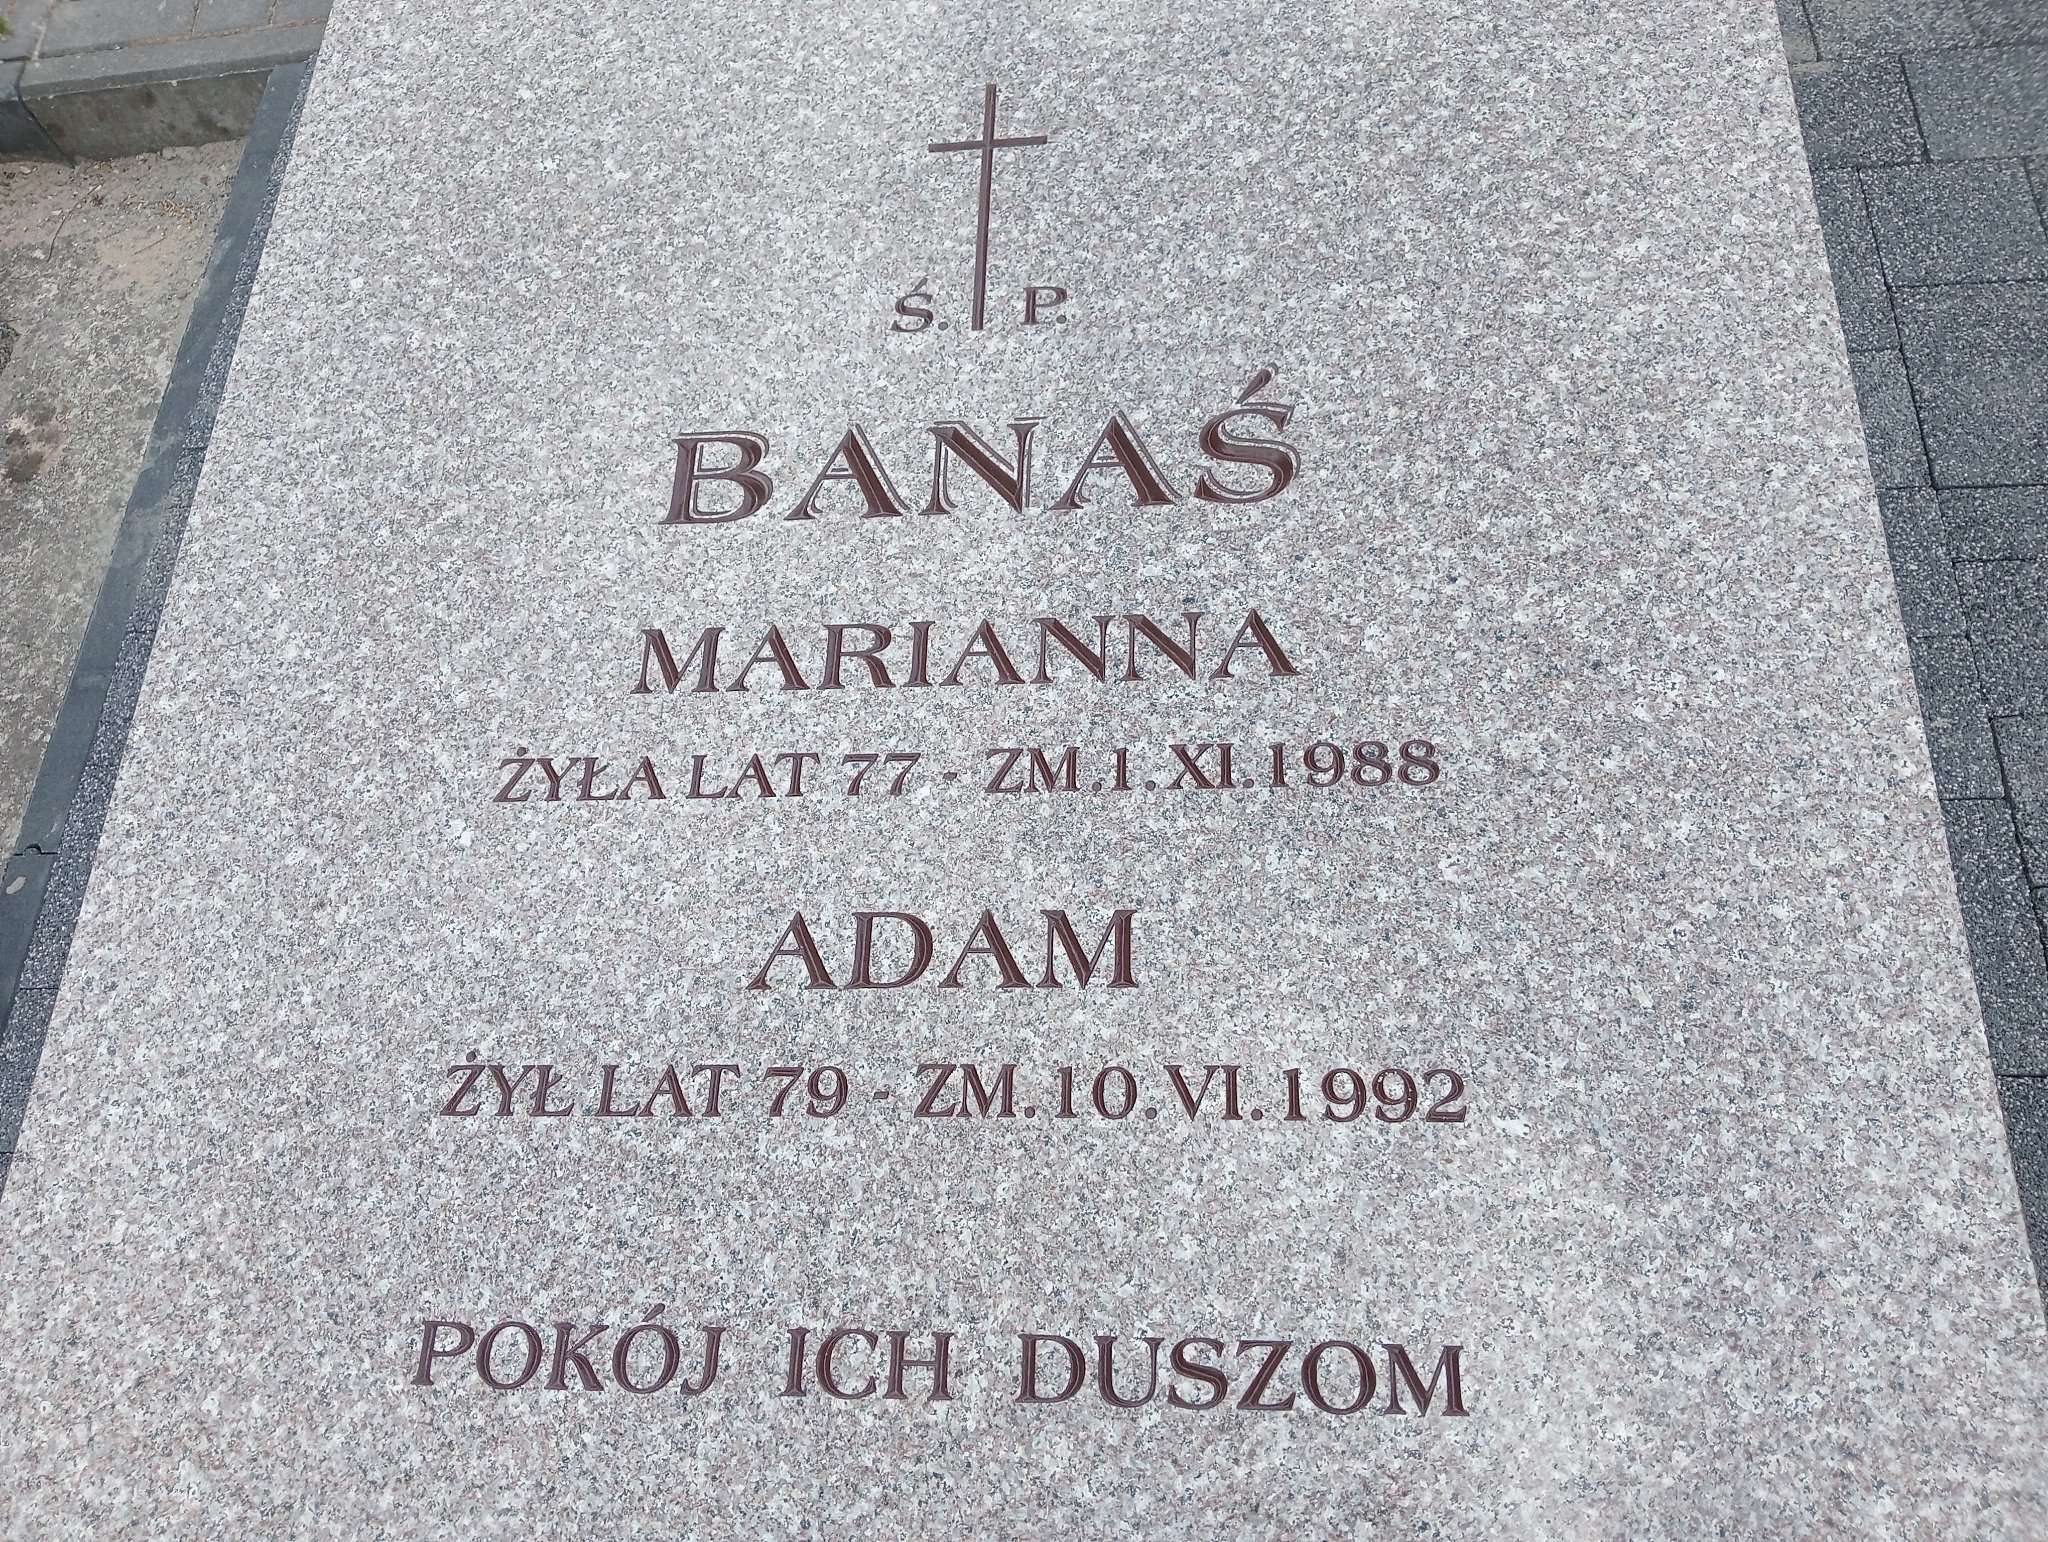 Ś. P.
BANAŚ
MARIANNA
ŻYŁA LAT 77 - ZM.1.XI.1988
ADAM
ŻYŁ LAT 79 - ZM.10.VI.1992
POKÓJ ICH DUSZOM